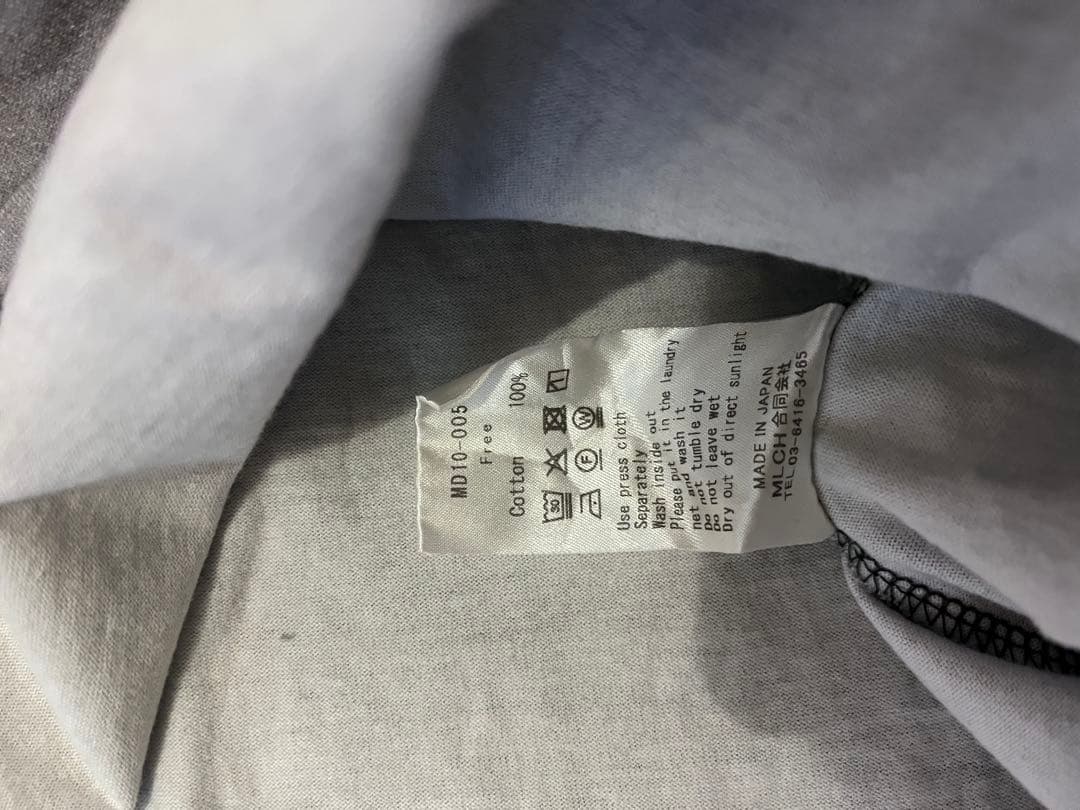 MD10-005
Free
Cotton 100%
30
F W
Use press cloth
Separately
Wash inside out
Please put it in the laundry
net and wash it
Do not tumble dry
Do not leave wet
Dry out of direct sunlight
MADE IN JAPAN
MLCH合同会社
TEL.03-6416-3465